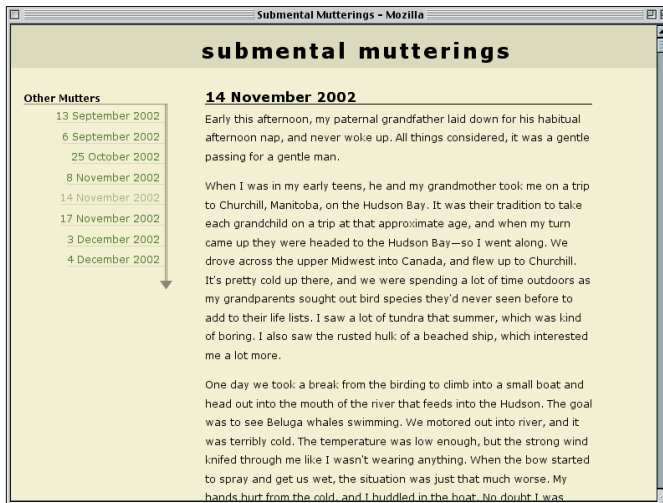 Submental Mutterings - Mozilla
submental mutterings
Other Mutters
13 September 2002
6 September 2002
25 October 2002
8 November 2002
14 November 2002
17 November 2002
3 December 2002
4 December 2002
14 November 2002
Early this afternoon, my paternal grandfather laid down for his habitual
afternoon nap, and never woke up. All things considered, it was a gentle
passing for a gentle man.
When I was in my early teens, he and my grandmother took me on a trip
to Churchill, Manitoba, on the Hudson Bay. It was their tradition to take
each grandchild on a trip at that approximate age, and when my turn
came up they were headed to the Hudson Bay—so I went along. We
drove across the upper Midwest into Canada, and flew up to Churchill.
It's pretty cold up there, and we were spending a lot of time outdoors as
my grandparents sought out bird species they'd never seen before to
add to their life lists. I saw a lot of tundra that summer, which was kind
of boring. I also saw the rusted hulk of a beached ship, which interested
me a lot more.
One day we took a break from the birding to climb into a small boat and
head out into the mouth of the river that feeds into the Hudson. The goal
was to see Beluga whales swimming. We motored out into river, and it
was terribly cold. The temperature was low enough, but the strong wind
knifed through me like I wasn't wearing anything. When the bow started
to spray and get us wet, the situation was just that much worse. My
hands hurt from the cold, and I huddled in the boat. No doubt I was